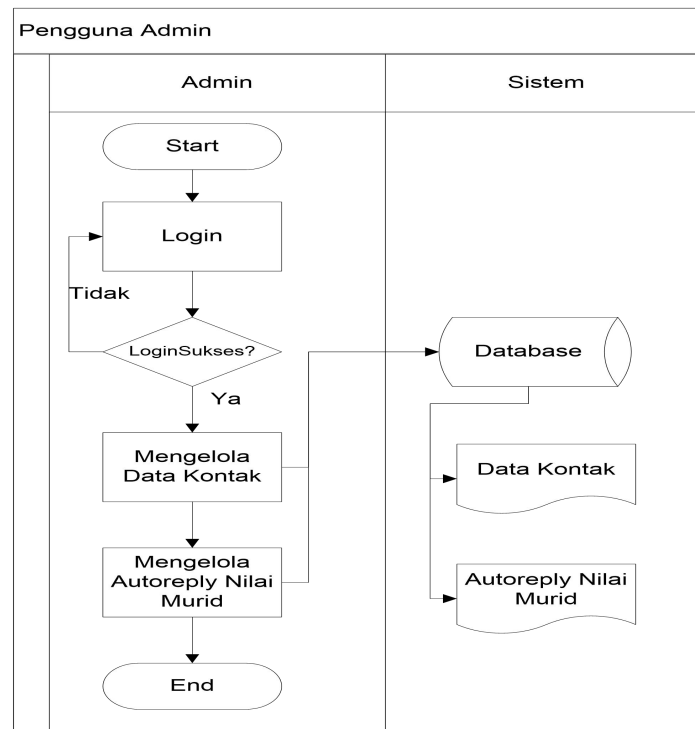 Pengguna Admin
Admin
Sistem
Start
Login
Tidak
LoginSukses?
Ya
Mengelola
Data Kontak
Mengelola
Autoreply Nilai
Murid
End
Database
Data Kontak
Autoreply Nilai
Murid